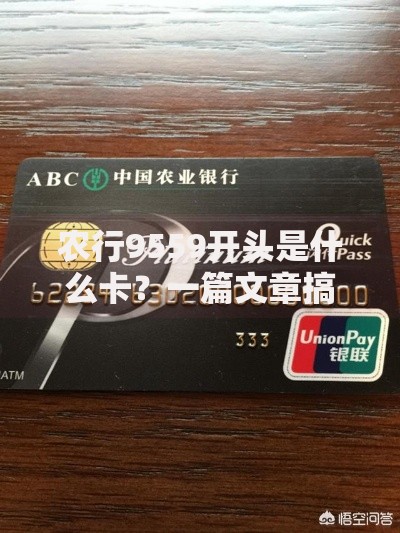 ABC 中国农业银行
农行9559开头是什
么卡?一篇文章搞
Quick
Pass
333
UnionPay
银联
ATM
悟空问答